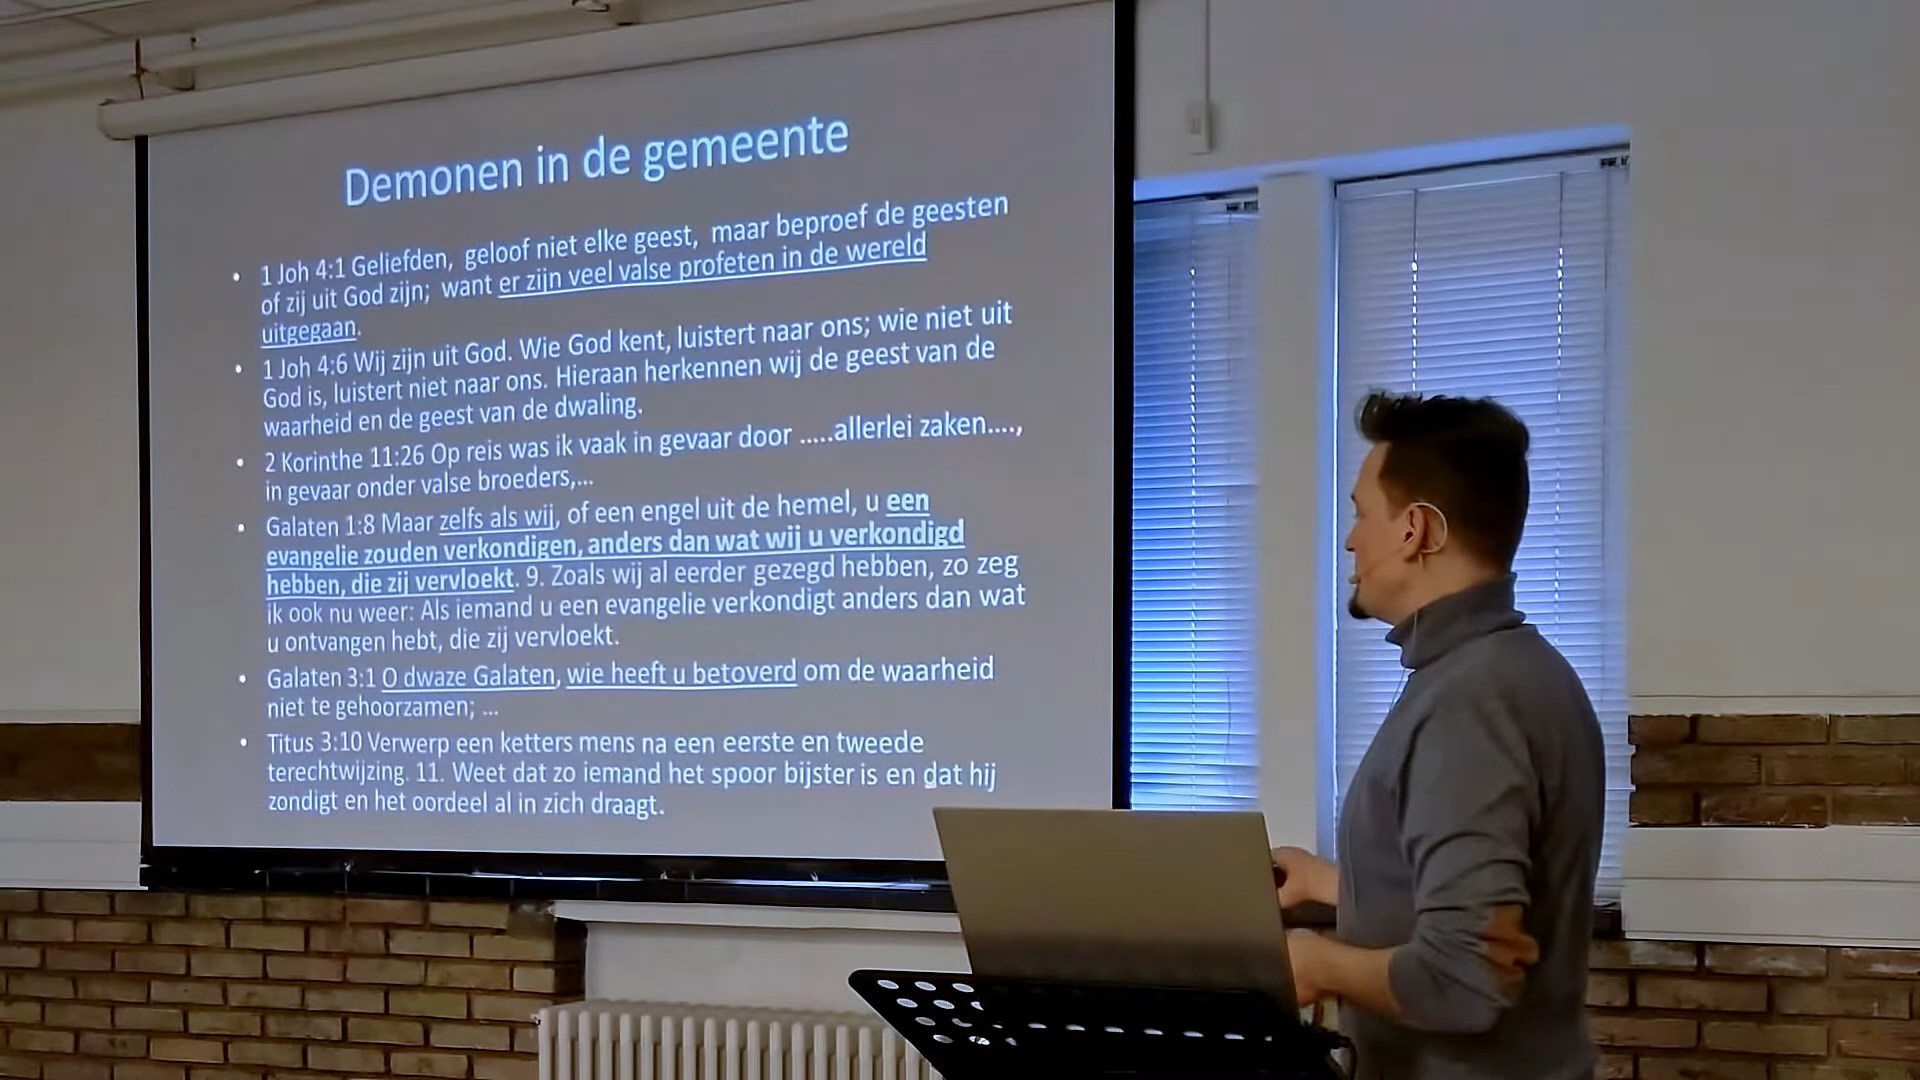 Demonen in de gemeente
• 1 Joh 4:1 Geliefden, geloof niet elke geest, maar beproef de geesten
of zij uit God zijn; want er zijn veel valse profeten in de wereld
uitgegaan.
• 1 Joh 4:6 Wij zijn uit God. Wie God kent, luistert naar ons; wie niet uit
God is, luistert niet naar ons. Hieraan herkennen wij de geest van de
waarheid en de geest van de dwaling.
• 2 Korinthe 11:26 Op reis was ik vaak in gevaar door .....allerlei zaken....,
in gevaar onder valse broeders,...
• Galaten 1:8 Maar zelfs als wij, of een engel uit de hemel, u een
evangelie zouden verkondigen, anders dan wat wij u verkondigd
hebben, die zij vervloekt. 9. Zoals wij al eerder gezegd hebben, zo zeg
ik ook nu weer: Als iemand u een evangelie verkondigt anders dan wat
u ontvangen hebt, die zij vervloekt.
• Galaten 3:1 O dwaze Galaten, wie heeft u betoverd om de waarheid
niet te gehoorzamen; ...
• Titus 3:10 Verwerp een ketters mens na een eerste en tweede
terechtwijzing. 11. Weet dat zo iemand het spoor bijster is en dat hij
zondigt en het oordeel al in zich draagt.